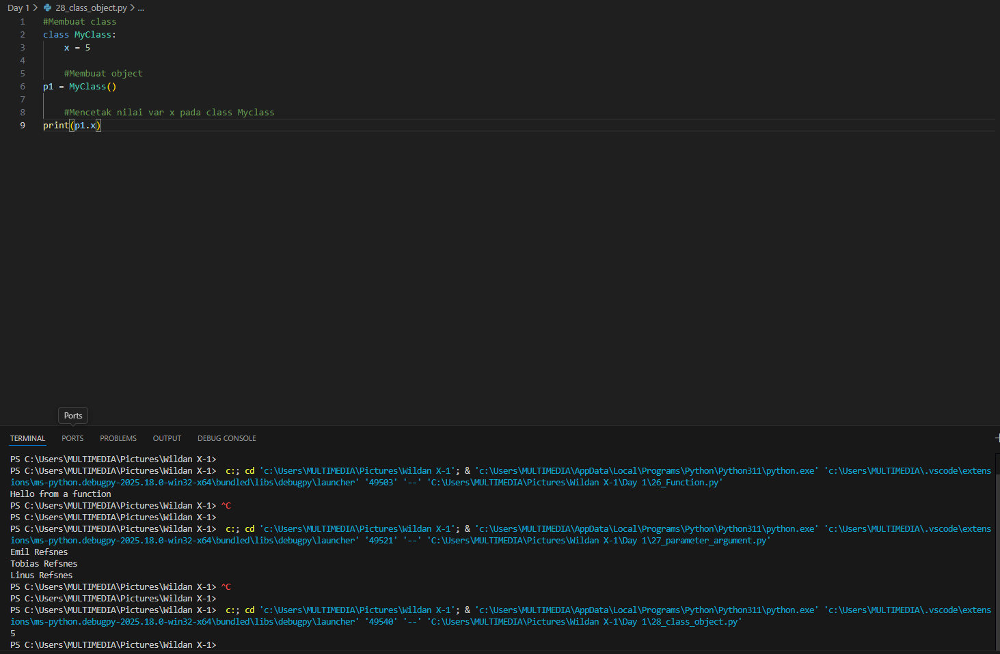 Day 1 > 28_class_object.py > ...
1 #Membuat class
2 class MyClass:
3     x = 5
4
5     #Membuat object
6 p1 = MyClass()
7
8     #Mencetak nilai var x pada class Myclass
9 print(p1.x)
Ports
TERMINAL PORTS PROBLEMS OUTPUT DEBUG CONSOLE
PS C:\Users\MULTIMEDIA\Pictures\Wildan X-1>
PS C:\Users\MULTIMEDIA\Pictures\Wildan X-1>  c:; cd 'c:\Users\MULTIMEDIA\Pictures\Wildan X-1'; & 'c:\Users\MULTIMEDIA\AppData\Local\Programs\Python\Python311\python.exe' 'c:\Users\MULTIMEDIA\.vscode\extens
ions\ms-python.debugpy-2025.18.0-win32-x64\bundled\libs\debugpy\launcher' '49503' '--' 'C:\Users\MULTIMEDIA\Pictures\Wildan X-1\Day 1\26_Function.py'
Hello from a function
PS C:\Users\MULTIMEDIA\Pictures\Wildan X-1> ^C
PS C:\Users\MULTIMEDIA\Pictures\Wildan X-1>
PS C:\Users\MULTIMEDIA\Pictures\Wildan X-1>  c:; cd 'c:\Users\MULTIMEDIA\Pictures\Wildan X-1'; & 'c:\Users\MULTIMEDIA\AppData\Local\Programs\Python\Python311\python.exe' 'c:\Users\MULTIMEDIA\.vscode\extens
ions\ms-python.debugpy-2025.18.0-win32-x64\bundled\libs\debugpy\launcher' '49521' '--' 'C:\Users\MULTIMEDIA\Pictures\Wildan X-1\Day 1\27_parameter_argument.py'
Emil Refsnes
Tobias Refsnes
Linus Refsnes
PS C:\Users\MULTIMEDIA\Pictures\Wildan X-1> ^C
PS C:\Users\MULTIMEDIA\Pictures\Wildan X-1>
PS C:\Users\MULTIMEDIA\Pictures\Wildan X-1>  c:; cd 'c:\Users\MULTIMEDIA\Pictures\Wildan X-1'; & 'c:\Users\MULTIMEDIA\AppData\Local\Programs\Python\Python311\python.exe' 'c:\Users\MULTIMEDIA\.vscode\extens
ions\ms-python.debugpy-2025.18.0-win32-x64\bundled\libs\debugpy\launcher' '49540' '--' 'C:\Users\MULTIMEDIA\Pictures\Wildan X-1\Day 1\28_class_object.py'
5
PS C:\Users\MULTIMEDIA\Pictures\Wildan X-1>